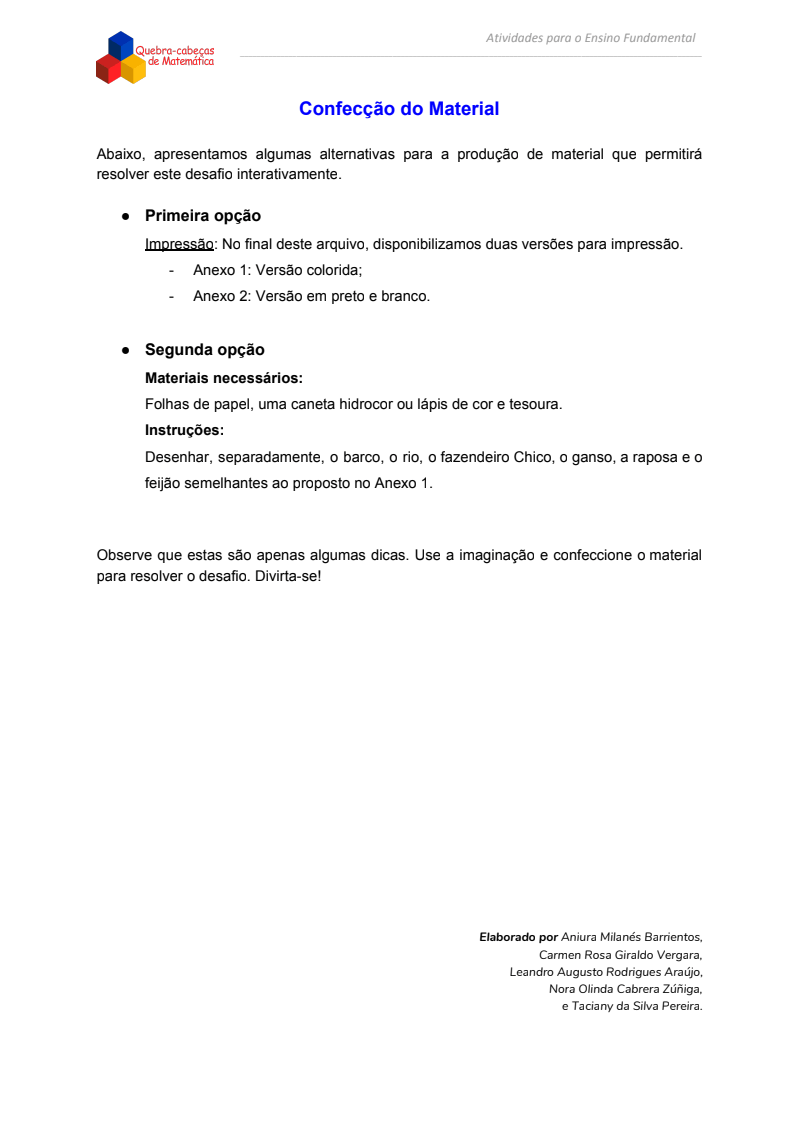 Quebra-cabeças
de Matemática
Atividades para o Ensino Fundamental
Confecção do Material
Abaixo, apresentamos algumas alternativas para a produção de material que permitirá
resolver este desafio interativamente.
● Primeira opção
Impressão: No final deste arquivo, disponibilizamos duas versões para impressão.
- Anexo 1: Versão colorida;
- Anexo 2: Versão em preto e branco.
● Segunda opção
Materiais necessários:
Folhas de papel, uma caneta hidrocor ou lápis de cor e tesoura.
Instruções:
Desenhar, separadamente, o barco, o rio, o fazendeiro Chico, o ganso, a raposa e o
feijão semelhantes ao proposto no Anexo 1.
Observe que estas são apenas algumas dicas. Use a imaginação e confeccione o material
para resolver o desafio. Divirta-se!
Elaborado por Aniura Milanés Barrientos,
Carmen Rosa Giraldo Vergara,
Leandro Augusto Rodrigues Araújo,
Nora Olinda Cabrera Zúñiga,
e Taciany da Silva Pereira.